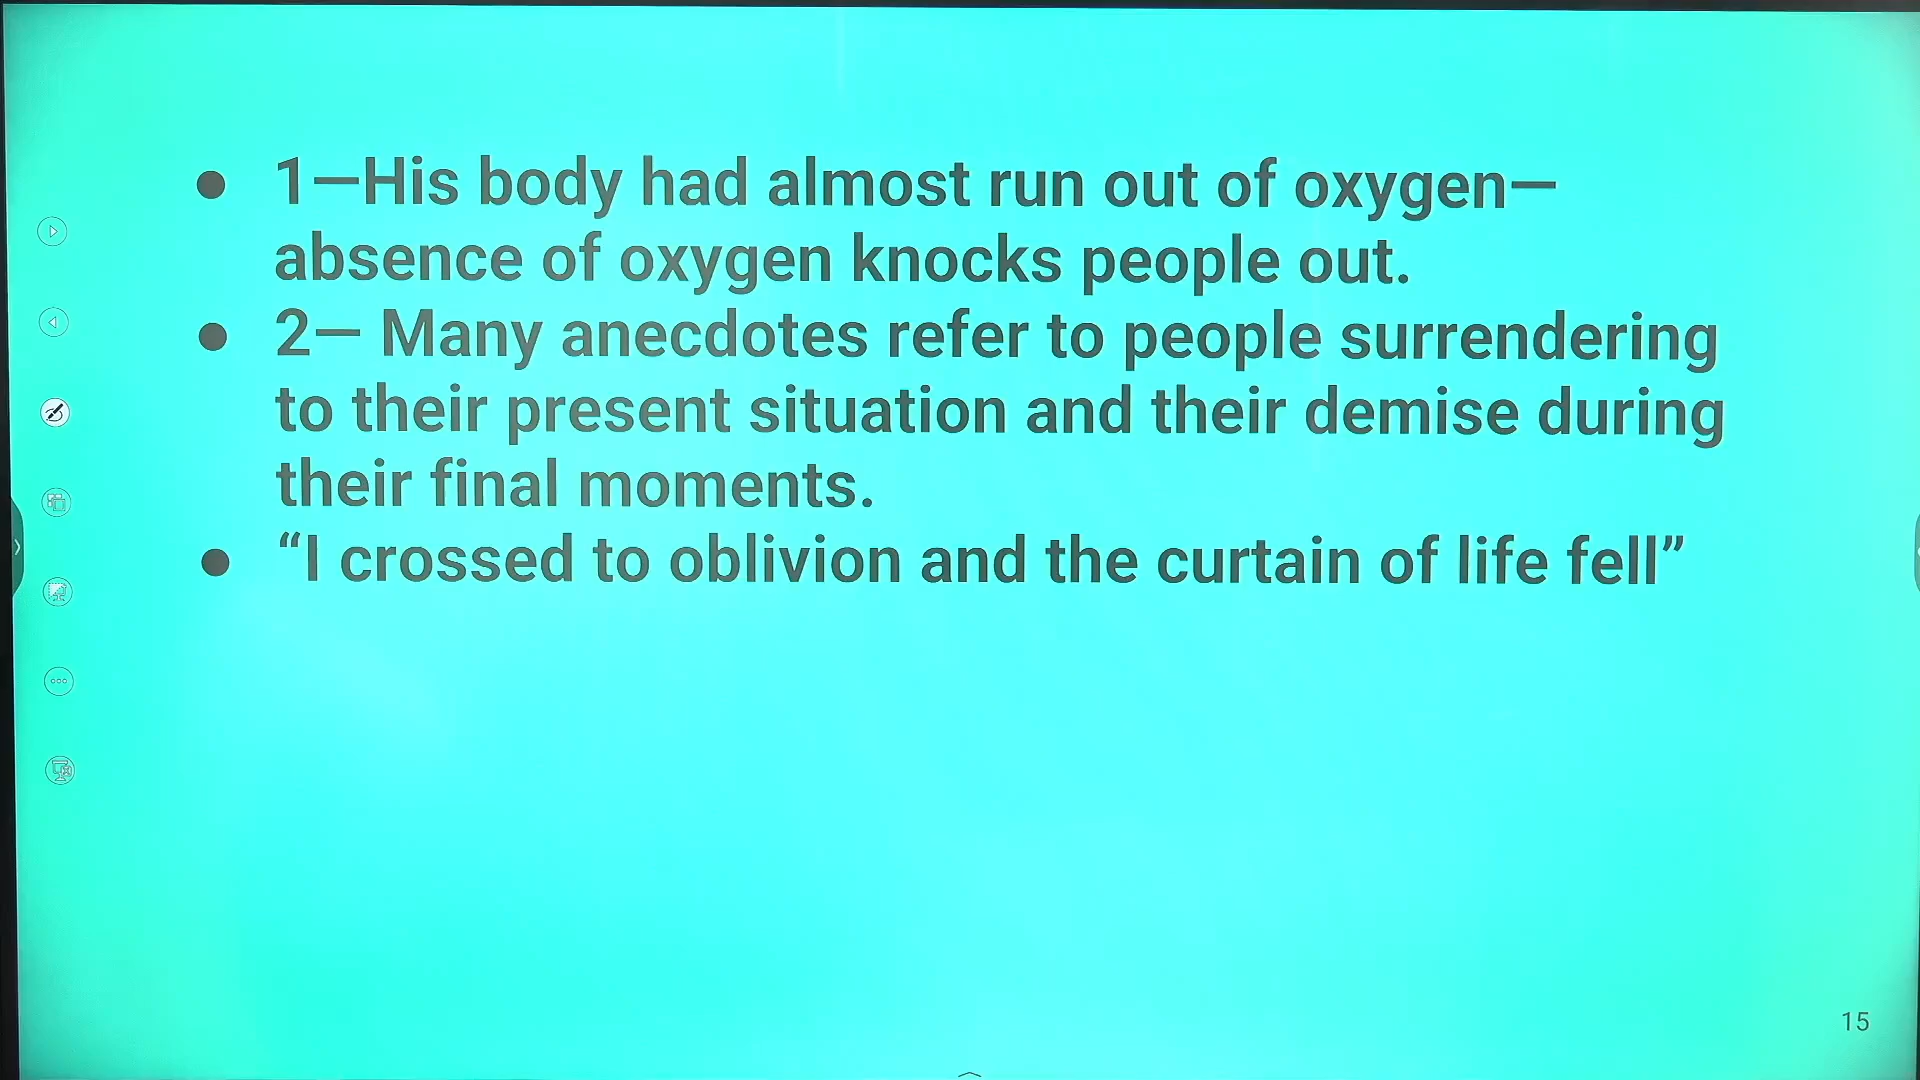 ● 1—His body had almost run out of oxygen—
absence of oxygen knocks people out.
● 2— Many anecdotes refer to people surrendering
to their present situation and their demise during
their final moments.
● “I crossed to oblivion and the curtain of life fell”
15